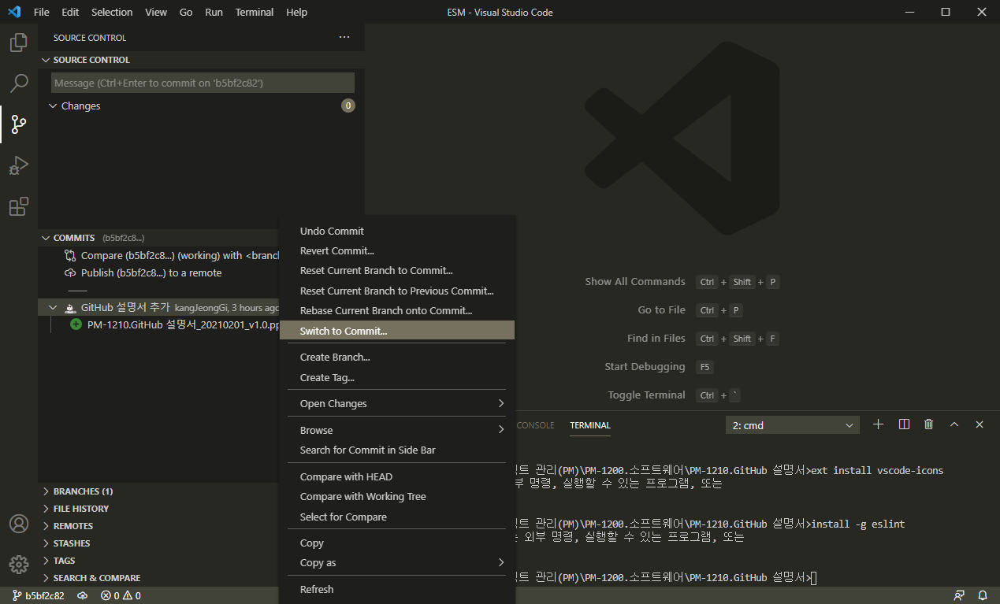 File Edit Selection View Go Run Terminal Help
ESM - Visual Studio Code
SOURCE CONTROL ...
SOURCE CONTROL
Message (Ctrl+Enter to commit on 'b5bf2c82')
Changes 0
COMMITS (b5bf2c8...)
Compare (b5bf2c8...) (working) with <branc
Publish (b5bf2c8...) to a remote
GitHub 설명서 추가 kangJeongGi, 3 hours ago
PM-1210.GitHub 설명서_20210201_v1.0.pp
BRANCHES (1)
FILE HISTORY
REMOTES
STASHES
TAGS
SEARCH & COMPARE
Undo Commit
Revert Commit...
Reset Current Branch to Commit...
Reset Current Branch to Previous Commit...
Rebase Current Branch onto Commit...
Switch to Commit...
Create Branch...
Create Tag...
Open Changes
Browse
Search for Commit in Side Bar
Compare with HEAD
Compare with Working Tree
Select for Compare
Copy
Copy as
Refresh
Show All Commands Ctrl + Shift + P
Go to File Ctrl + P
Find in Files Ctrl + Shift + F
Start Debugging F5
Toggle Terminal Ctrl + `
CONSOLE TERMINAL 2: cmd
트 관리(PM)\PM-1200.소프트웨어\PM-1210.GitHub 설명서>ext install vscode-icons
부 명령, 실행할 수 있는 프로그램, 또는
트 관리(PM)\PM-1200.소프트웨어\PM-1210.GitHub 설명서>install -g eslint
는 외부 명령, 실행할 수 있는 프로그램, 또는
트 관리(PM)\PM-1200.소프트웨어\PM-1210.GitHub 설명서>
b5bf2c82 0 0